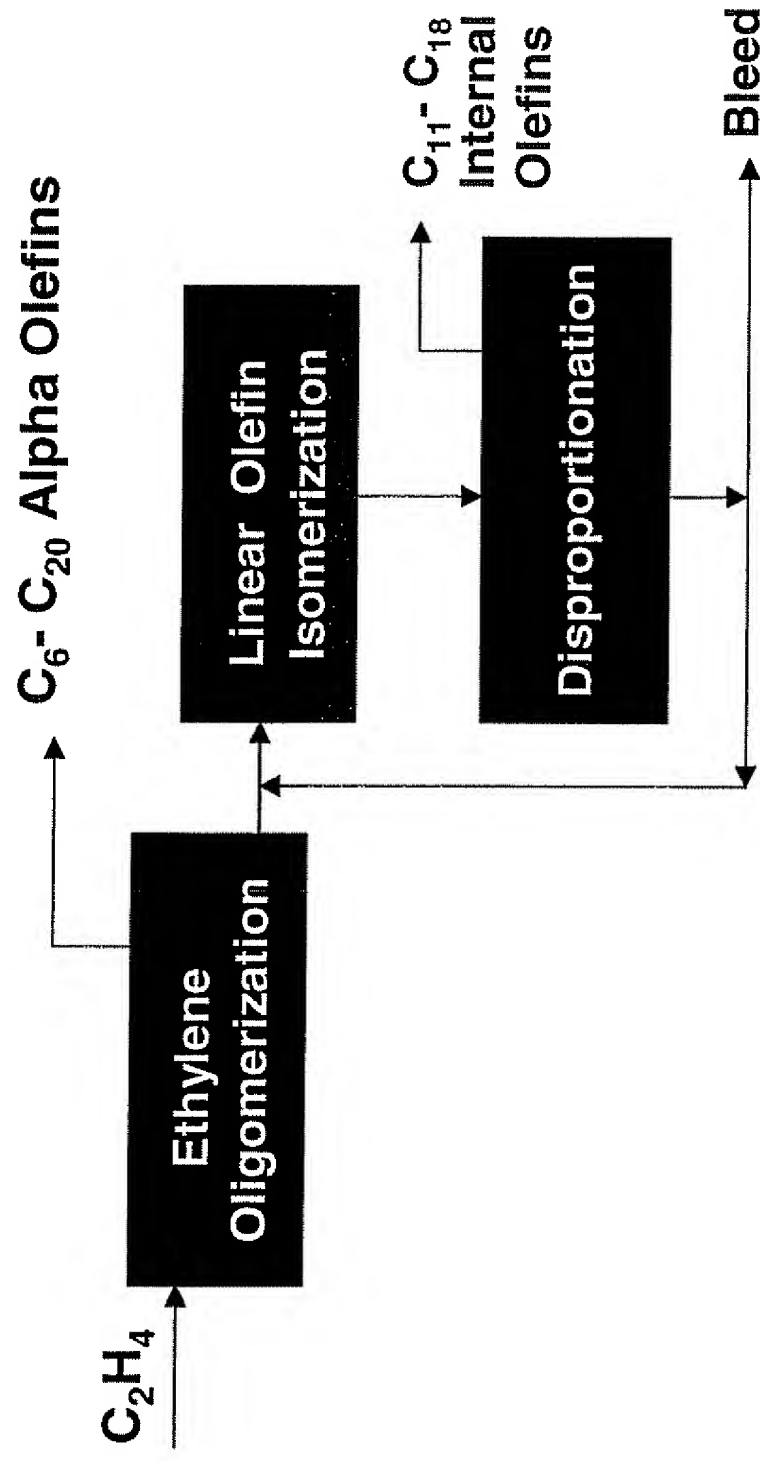 C₆- C₂₀ Alpha Olefins
C₂H₄
Ethylene
Oligomerization
Linear Olefin
Isomerization
C₁₁- C₁₈
Internal
Olefins
Disproportionation
Bleed